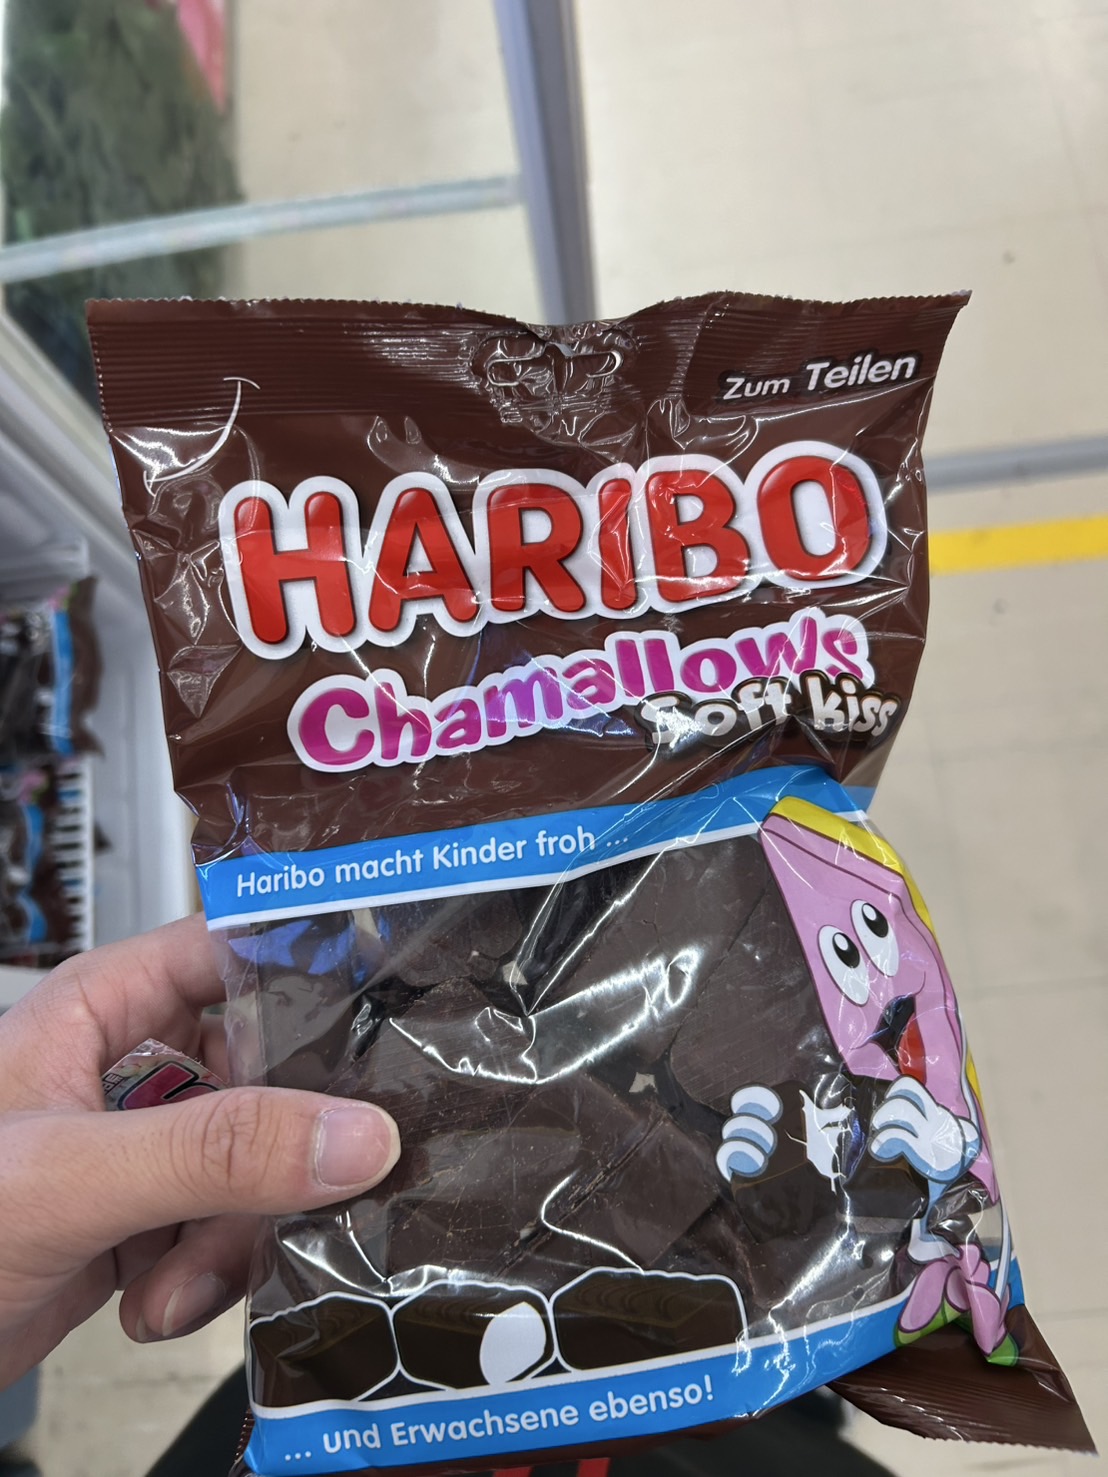 Zum Teilen
HARIBO
Chamallows
Soft kiss
Haribo macht Kinder froh ...
... und Erwachsene ebenso!